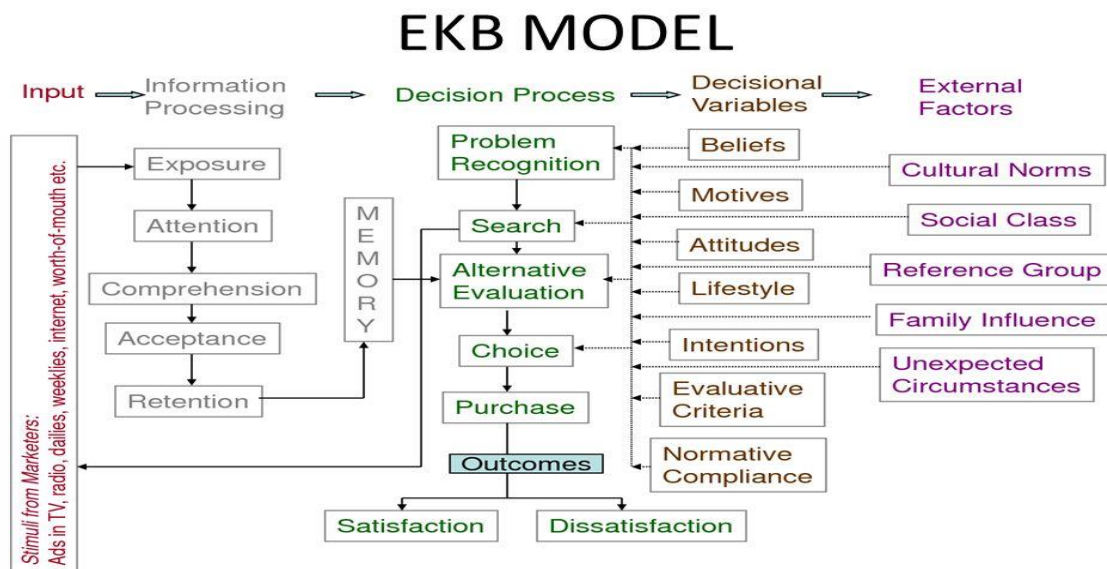 EKB MODEL
Input
Information
Processing
Decision Process
Decisional
Variables
External
Factors
Stimuli from Marketers:
Ads in TV, radio, dailies, weeklies, internet, worth-of-mouth etc.
Exposure
Attention
Comprehension
Acceptance
Retention
MEMORY
Problem
Recognition
Search
Alternative
Evaluation
Choice
Purchase
Outcomes
Satisfaction
Dissatisfaction
Beliefs
Motives
Attitudes
Lifestyle
Intentions
Evaluative
Criteria
Normative
Compliance
Cultural Norms
Social Class
Reference Group
Family Influence
Unexpected
Circumstances